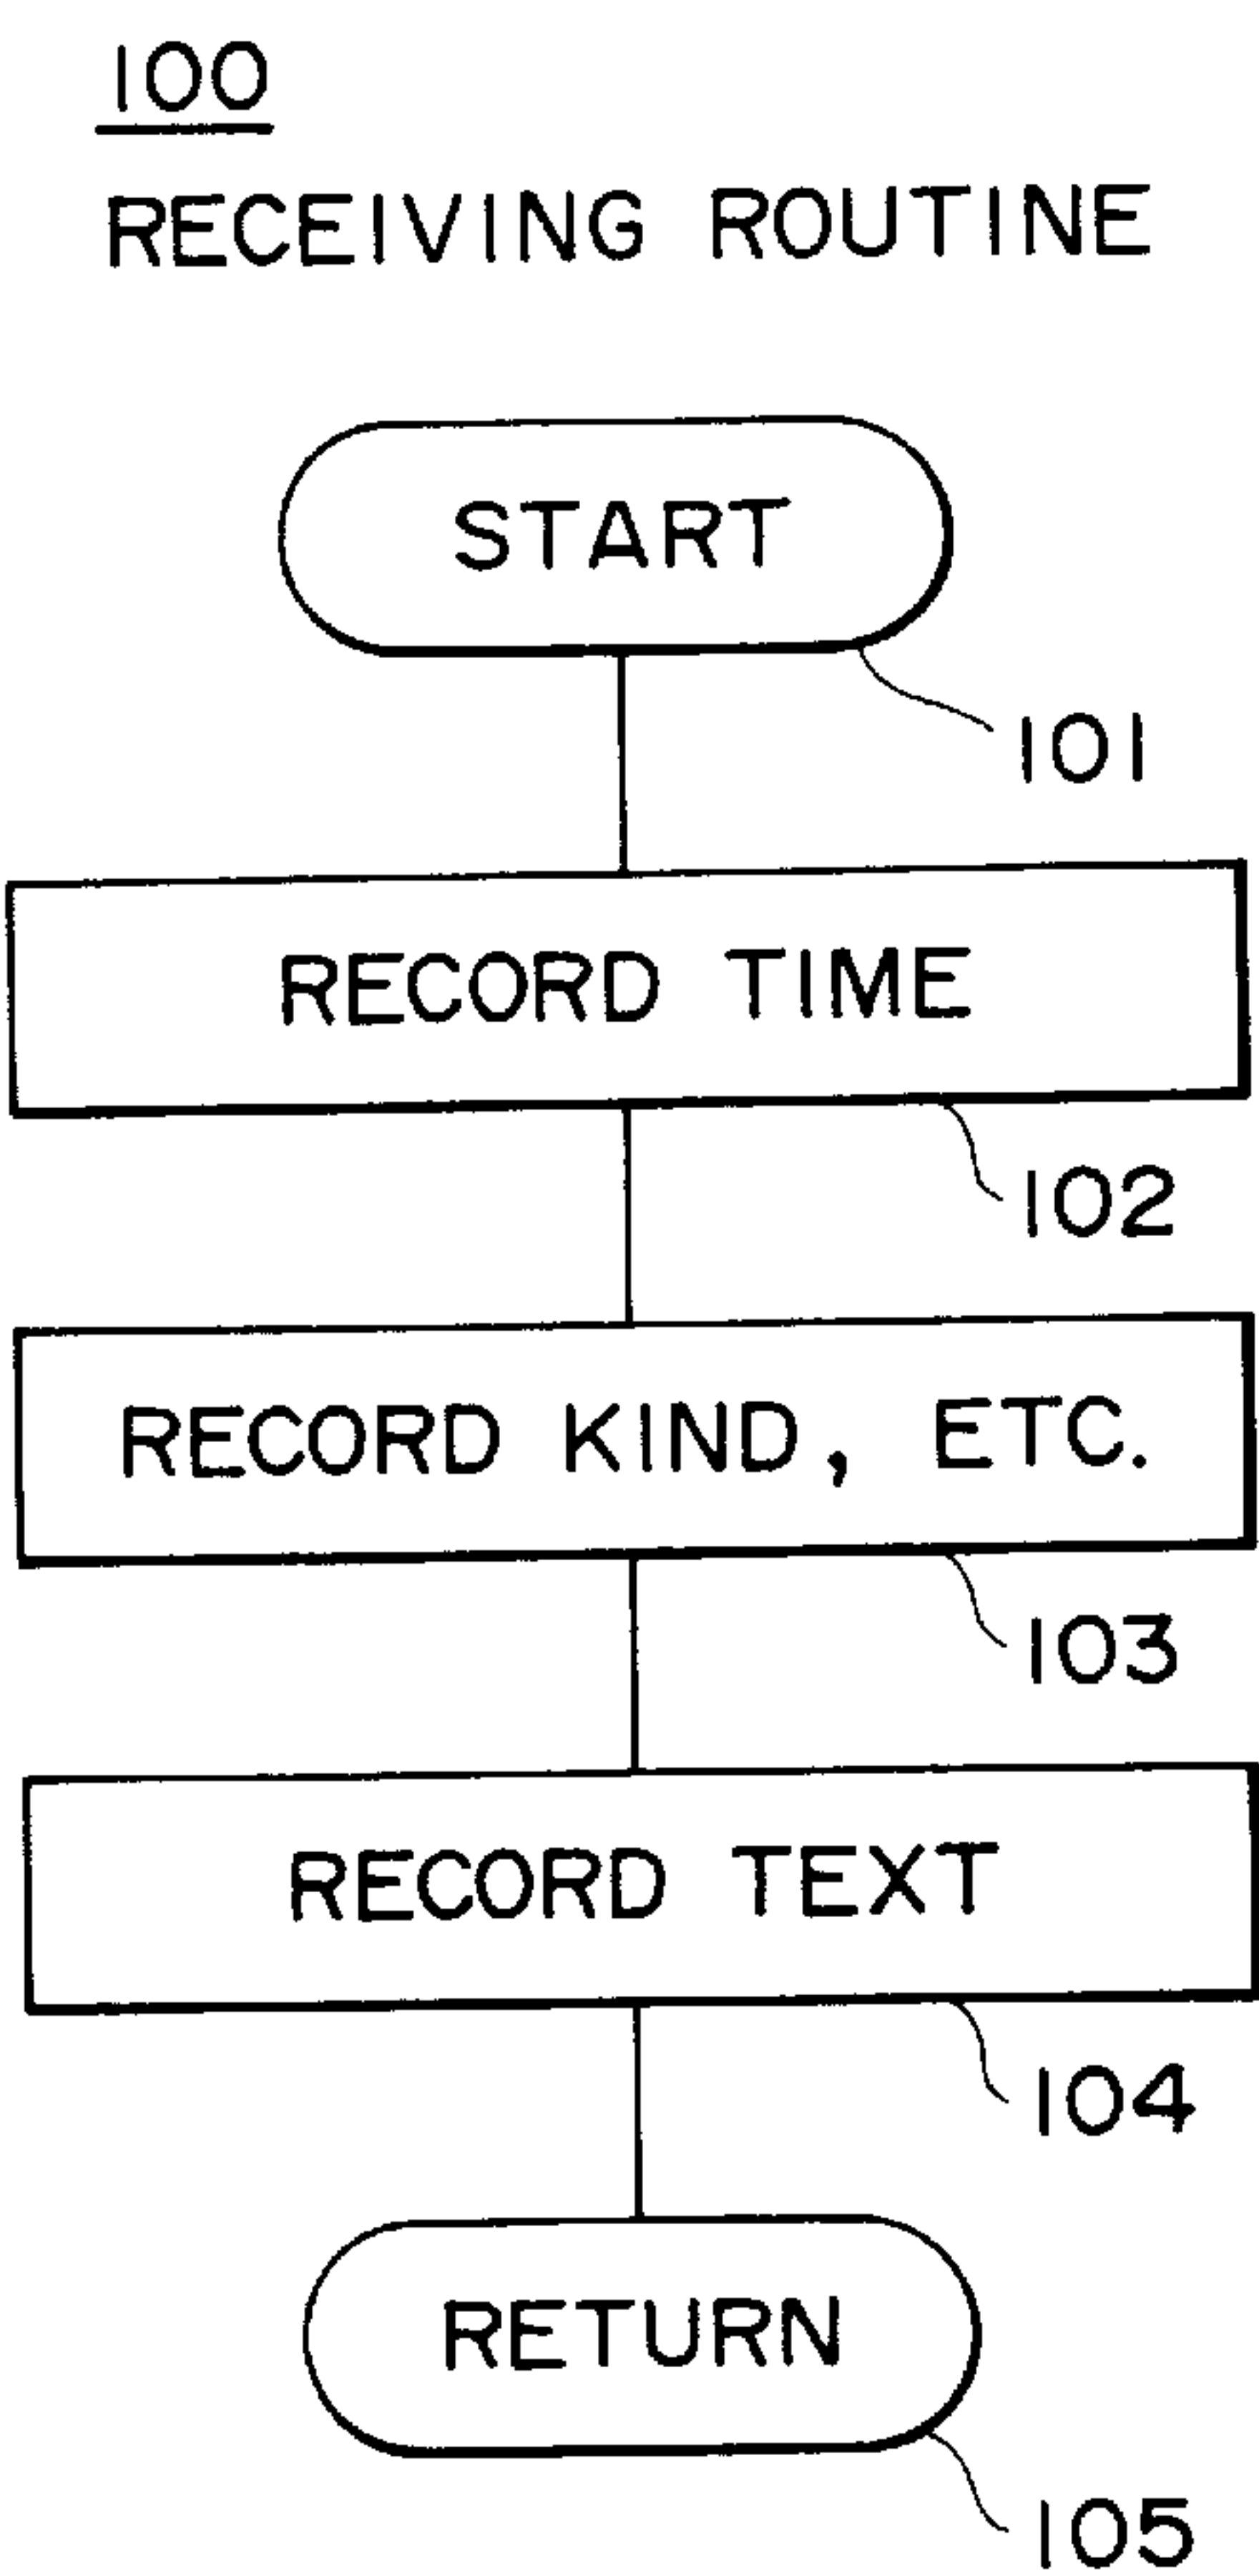 100
RECEIVING ROUTINE
START
101
RECORD TIME
102
RECORD KIND, ETC.
103
RECORD TEXT
104
RETURN
105